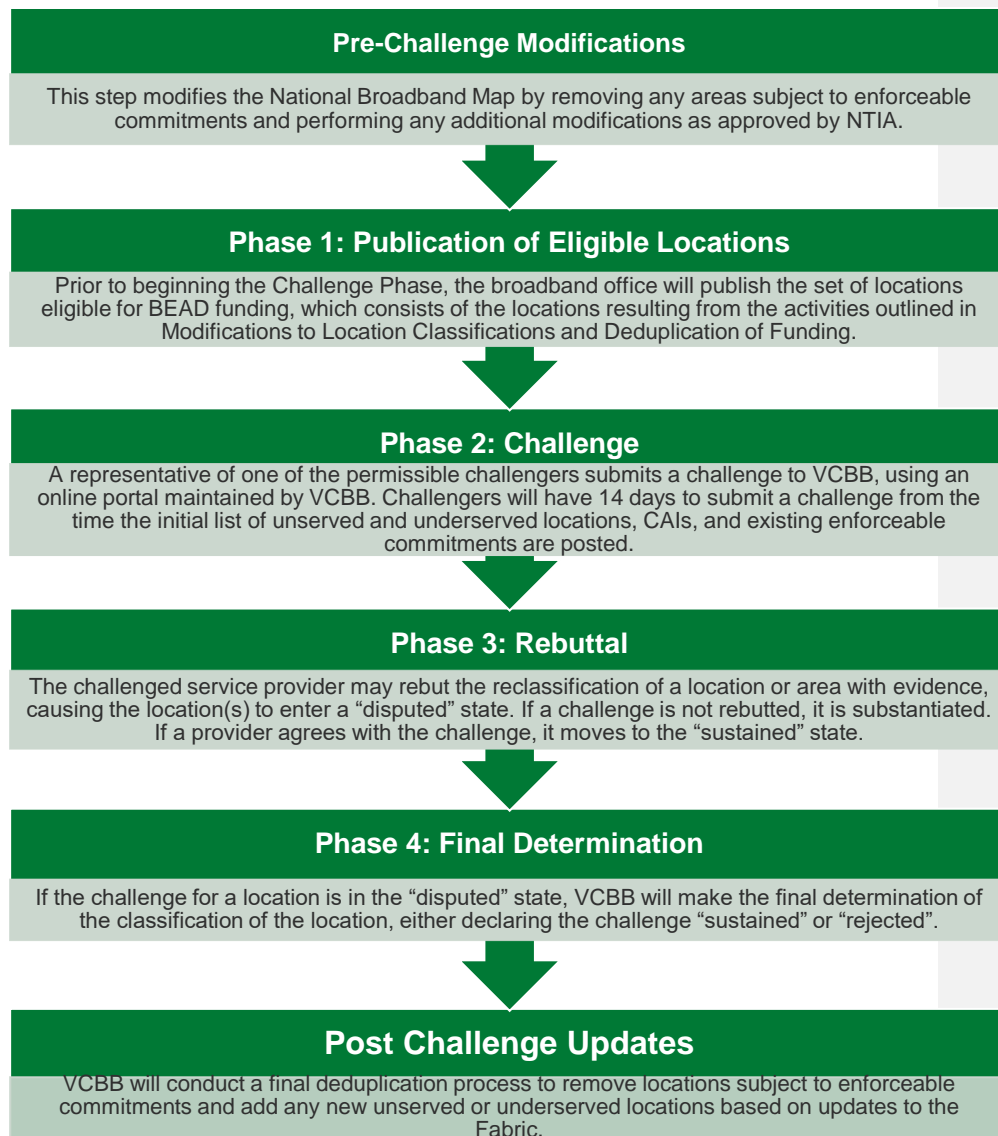 Pre-Challenge Modifications
This step modifies the National Broadband Map by removing any areas subject to enforceable
commitments and performing any additional modifications as approved by NTIA.
Phase 1: Publication of Eligible Locations
Prior to beginning the Challenge Phase, the broadband office will publish the set of locations
eligible for BEAD funding, which consists of the locations resulting from the activities outlined in
Modifications to Location Classifications and Deduplication of Funding.
Phase 2: Challenge
A representative of one of the permissible challengers submits a challenge to VCBB, using an
online portal maintained by VCBB. Challengers will have 14 days to submit a challenge from the
time the initial list of unserved and underserved locations, CAIs, and existing enforceable
commitments are posted.
Phase 3: Rebuttal
The challenged service provider may rebut the reclassification of a location or area with evidence,
causing the location(s) to enter a “disputed” state. If a challenge is not rebutted, it is substantiated.
If a provider agrees with the challenge, it moves to the “sustained” state.
Phase 4: Final Determination
If the challenge for a location is in the “disputed” state, VCBB will make the final determination of
the classification of the location, either declaring the challenge “sustained” or “rejected”.
Post Challenge Updates
VCBB will conduct a final deduplication process to remove locations subject to enforceable
commitments and add any new unserved or underserved locations based on updates to the
Fabric.